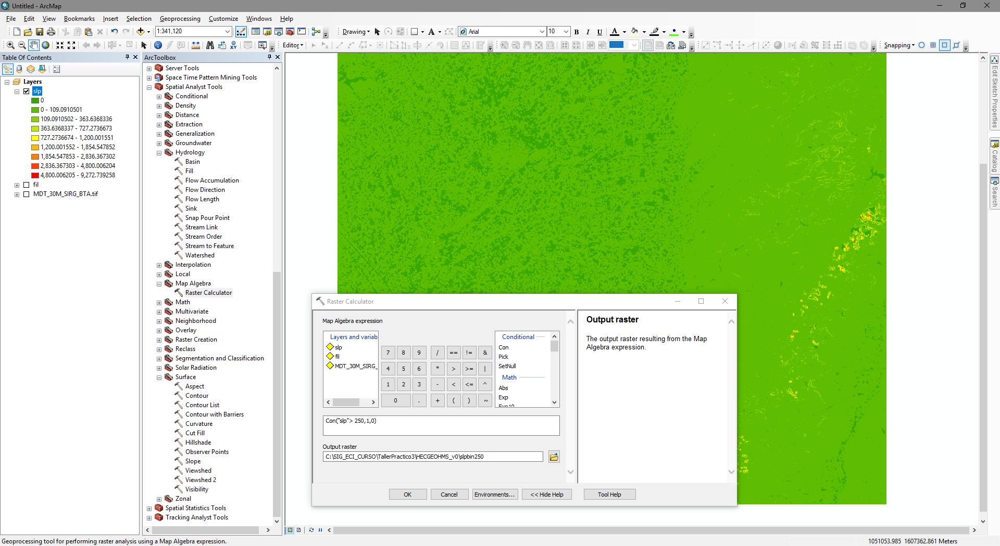 Untitled - ArcMap
File Edit View Bookmarks Insert Selection Geoprocessing Customize Windows Help
1:341,120
Drawing
A
Arial
10
B I U A
Editor
100%
Snapping
Table Of Contents
Layers
slp
0
0 - 109.0910501
109.0910502 - 363.6368336
363.6368337 - 727.2736673
727.2736674 - 1,200.001551
1,200.001552 - 1,854.547852
1,854.547853 - 2,836.367302
2,836.367303 - 4,800.006204
4,800.006205 - 9,272.739258
fil
MDT_30M_SIRG_BTA.tif
ArcToolbox
Server Tools
Space Time Pattern Mining Tools
Spatial Analyst Tools
Conditional
Density
Distance
Extraction
Generalization
Groundwater
Hydrology
Basin
Fill
Flow Accumulation
Flow Direction
Flow Length
Sink
Snap Pour Point
Stream Link
Stream Order
Stream to Feature
Watershed
Interpolation
Local
Map Algebra
Raster Calculator
Math
Multivariate
Neighborhood
Overlay
Raster Creation
Reclass
Segmentation and Classification
Solar Radiation
Surface
Aspect
Contour
Contour List
Contour with Barriers
Curvature
Cut Fill
Hillshade
Observer Points
Slope
Viewshed
Viewshed 2
Visibility
Zonal
Spatial Statistics Tools
Tracking Analyst Tools
Raster Calculator
Map Algebra expression
Layers and variab
slp
fil
MDT_30M_SIRG_
7 8 9 / == != &
4 5 6 * > >= |
1 2 3 - < <= ^
0 . + ( ) ~
Conditional
Con
Pick
SetNull
Math
Abs
Exp
Exp10
Con("slp"> 250,1,0)
Output raster
C:\SIG_ECI_CURSO\TallerPractico3\HECGEOHMS_v0\slpbin250
OK
Cancel
Environments...
<< Hide Help
Tool Help
Output raster
The output raster resulting from the Map
Algebra expression.
Edit Sketch Properties
Catalog
Search
Geoprocessing tool for performing raster analysis using a Map Algebra expression.
1051053.985 1607362.861 Meters